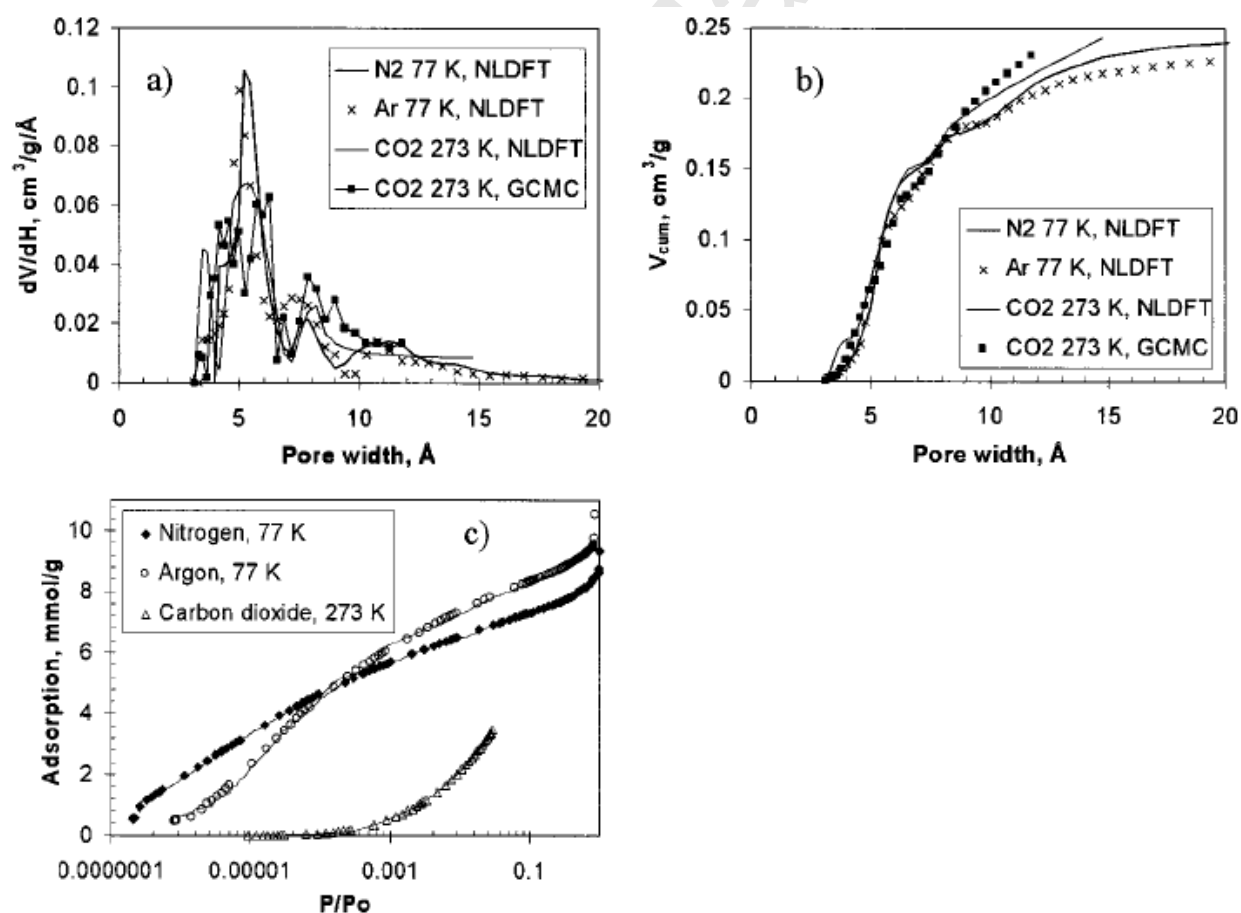 0.12
0.1
0.08
0.06
0.04
0.02
0
dV/dH, cm³/g/Å
a)
N2 77 K, NLDFT
Ar 77 K, NLDFT
CO2 273 K, NLDFT
CO2 273 K, GCMC
0 5 10 15 20
Pore width, Å
0.25
0.2
0.15
0.1
0.05
0
Vcum, cm³/g
b)
N2 77 K, NLDFT
Ar 77 K, NLDFT
CO2 273 K, NLDFT
CO2 273 K, GCMC
0 5 10 15 20
Pore width, Å
10
8
6
4
2
0
Adsorption, mmol/g
Nitrogen, 77 K
Argon, 77 K
Carbon dioxide, 273 K
c)
0.0000001 0.00001 0.001 0.1
P/Po